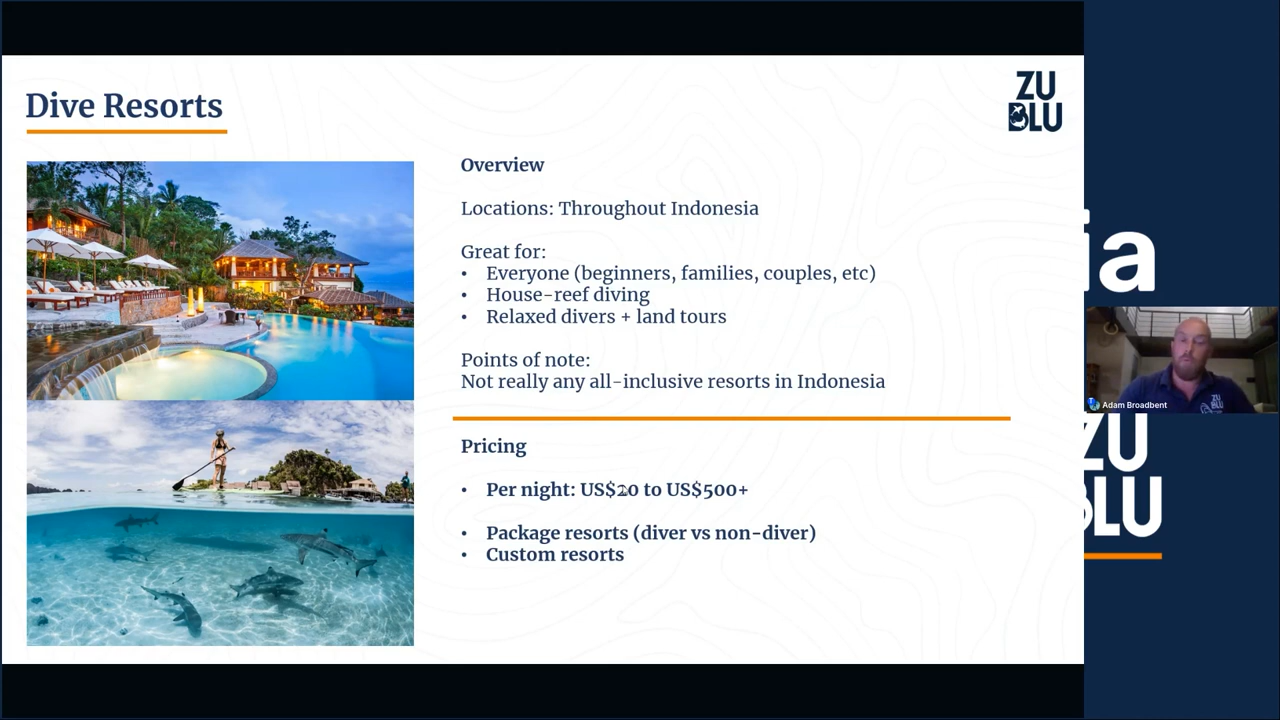 Dive Resorts
ZU
BLU
Overview
Locations: Throughout Indonesia
Great for:
• Everyone (beginners, families, couples, etc)
• House-reef diving
• Relaxed divers + land tours
Points of note:
Not really any all-inclusive resorts in Indonesia
Pricing
• Per night: US$20 to US$500+
• Package resorts (diver vs non-diver)
• Custom resorts
ia
ZU
BLU
Adam Broadbent
ZU
BLU